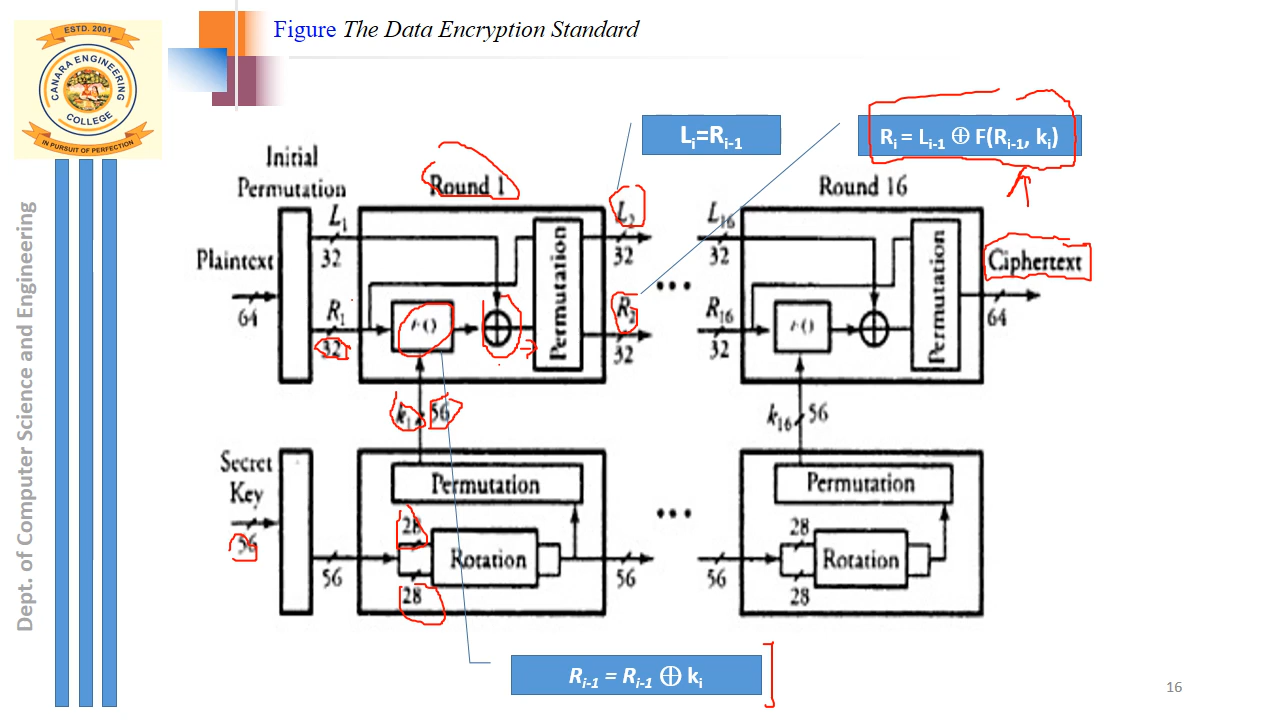 Figure The Data Encryption Standard
ESTD. 2001
CANARA ENGINEERING
COLLEGE
IN PURSUIT OF PERFECTION
Dept. of Computer Science and Engineering
Lᵢ=Rᵢ₋₁
Rᵢ = Lᵢ₋₁ ⊕ F(Rᵢ₋₁, kᵢ)
Initial
Permutation
Round 1
Round 16
L₁
L₂
L₁₆
32
32
32
Plaintext
64
Permutation
Permutation
Ciphertext
64
R₁
F()
⊕
R₂
• • •
R₁₆
F()
⊕
32
32
32
k₁
56
k₁₆
56
Secret
Key
56
Permutation
Permutation
• • •
28
28
Rotation
Rotation
56
56
56
28
28
Rᵢ₋₁ = Rᵢ₋₁ ⊕ kᵢ
16